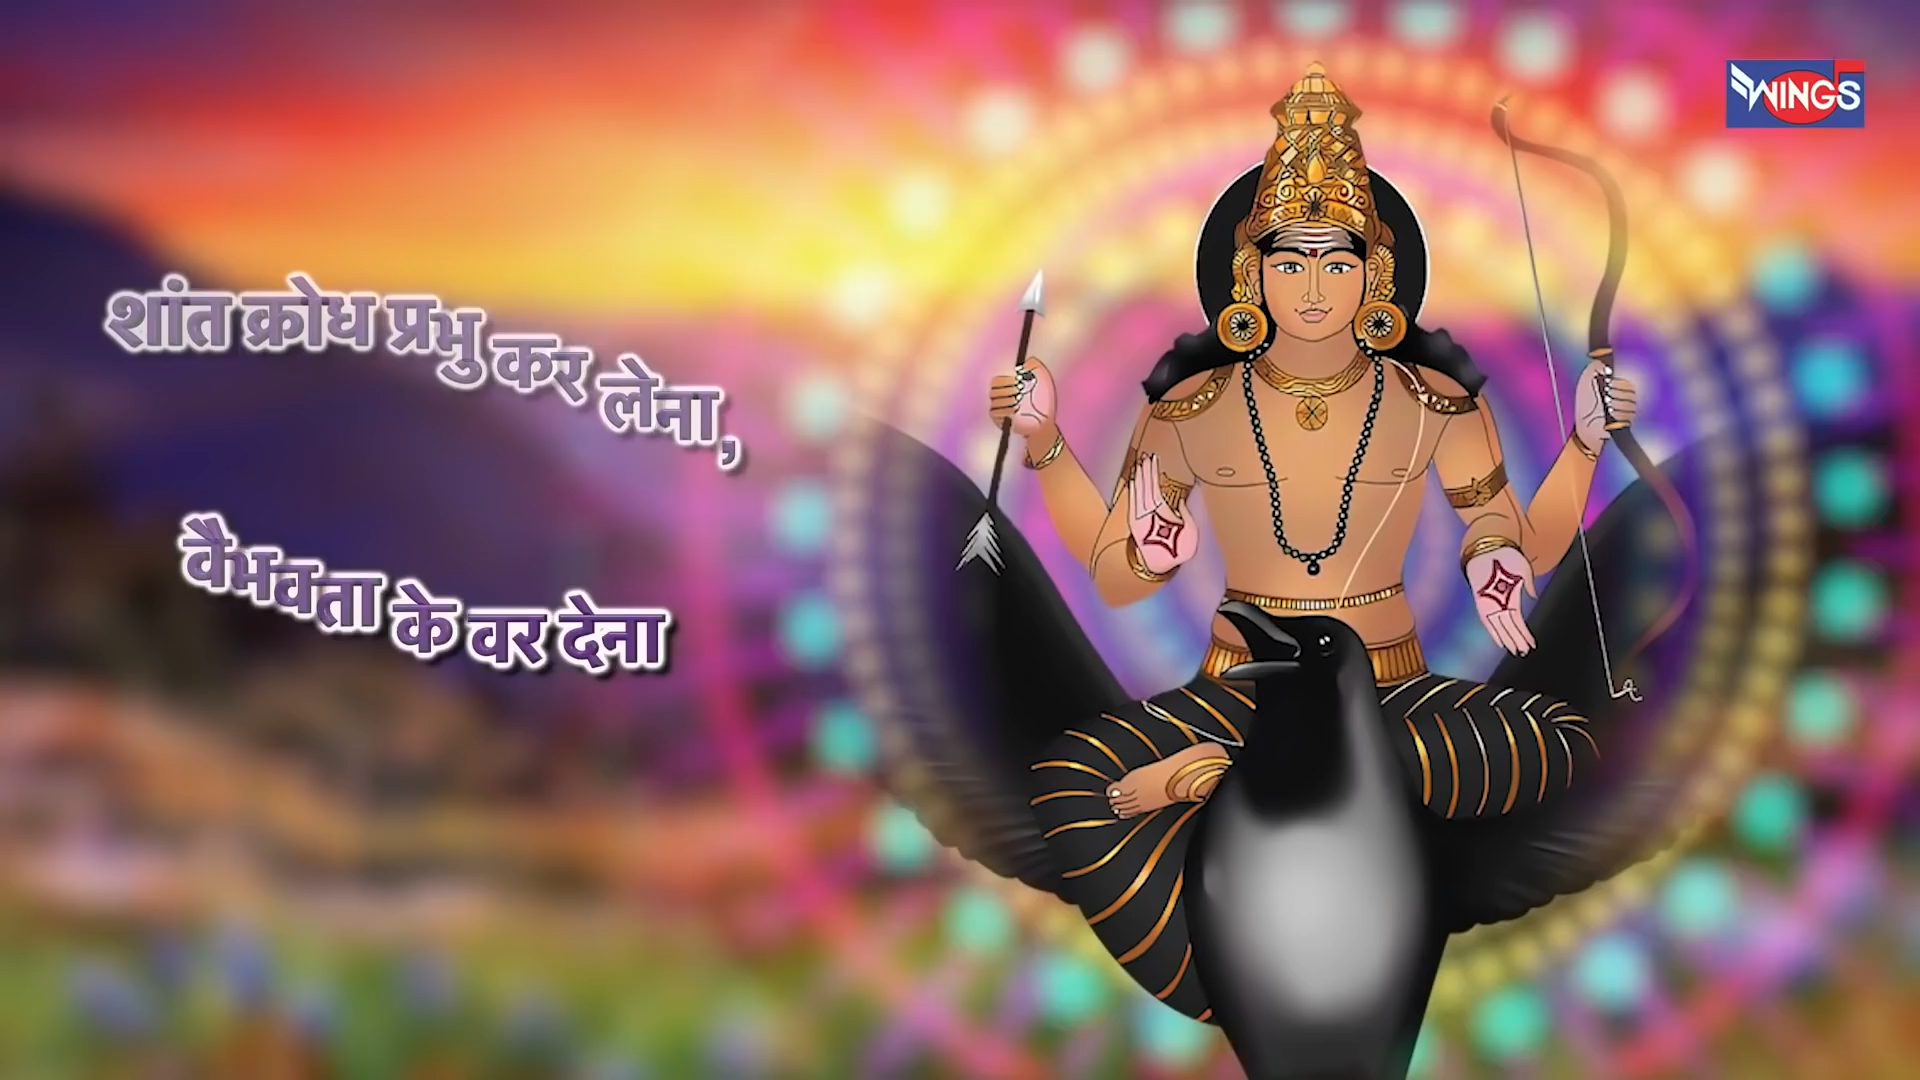 WINGS
शांत क्रोध प्रभु कर लेना,
वैभवता के वर देना